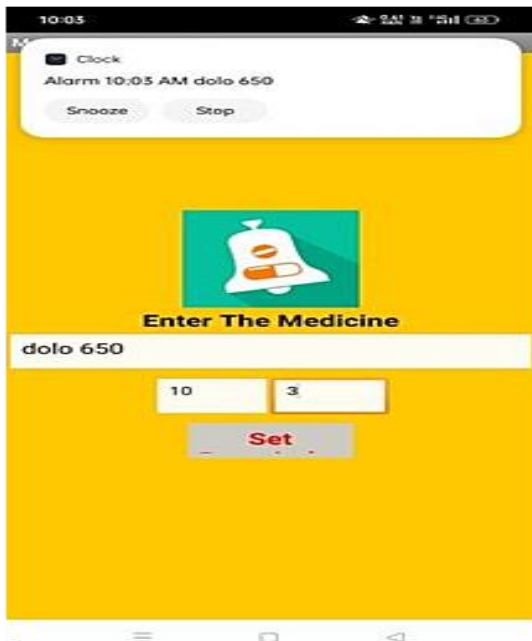 10:03
Clock
Alarm 10:03 AM dolo 650
Snooze Stop
Enter The Medicine
dolo 650
10 3
Set